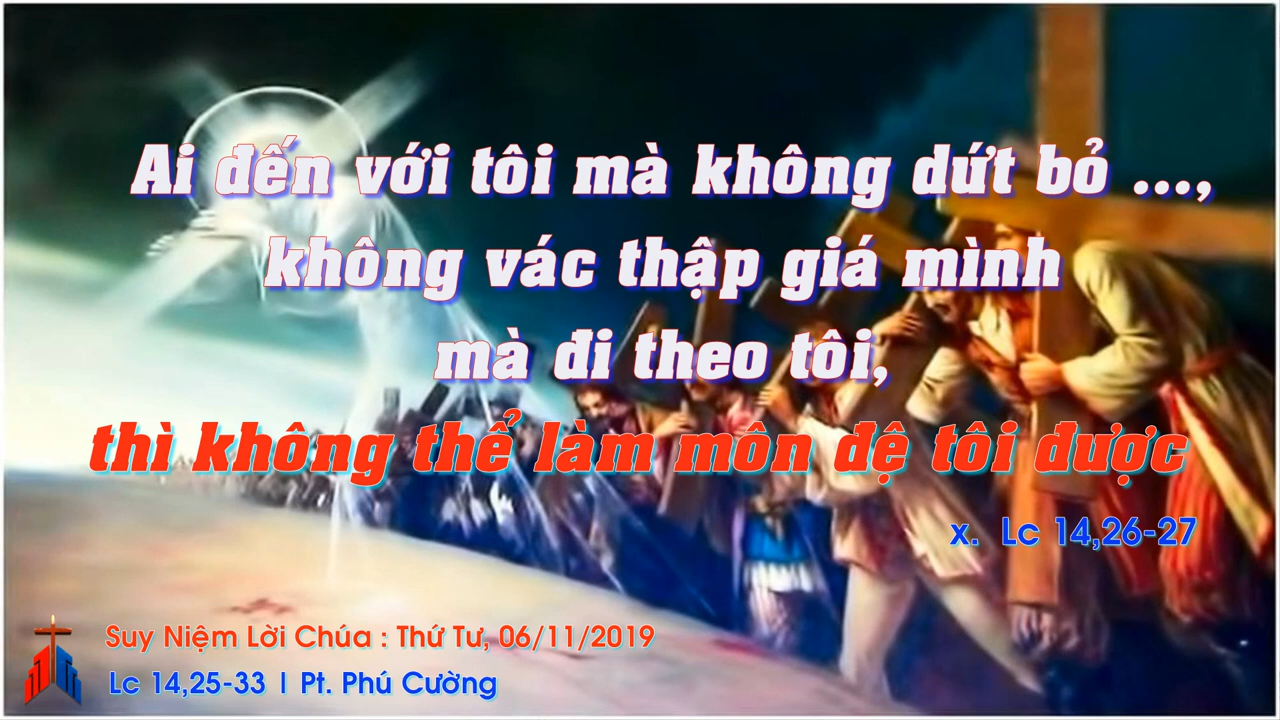 Ai đến với tôi mà không dứt bỏ ...,
không vác thập giá mình
mà đi theo tôi,
thì không thể làm môn đệ tôi được
x. Lc 14,26-27
Suy Niệm Lời Chúa : Thứ Tư, 06/11/2019
Lc 14,25-33 | Pt. Phú Cường